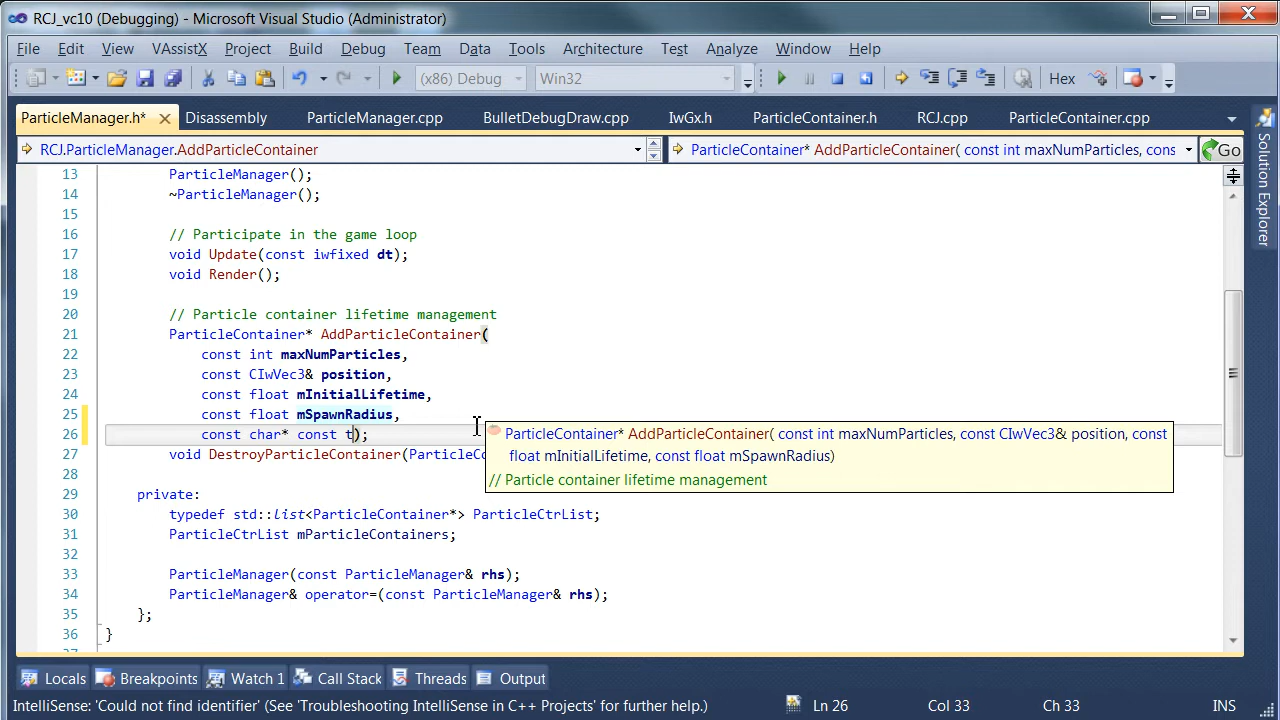 RCJ_vc10 (Debugging) - Microsoft Visual Studio (Administrator)
File Edit View VAssistX Project Build Debug Team Data Tools Architecture Test Analyze Window Help
(x86) Debug Win32 Hex
ParticleManager.h* Disassembly ParticleManager.cpp BulletDebugDraw.cpp IwGx.h ParticleContainer.h RCJ.cpp ParticleContainer.cpp
RCJ.ParticleManager.AddParticleContainer ParticleContainer* AddParticleContainer( const int maxNumParticles, cons Go
Solution Explorer
13 ParticleManager();
14 ~ParticleManager();
15
16 // Participate in the game loop
17 void Update(const iwfixed dt);
18 void Render();
19
20 // Particle container lifetime management
21 ParticleContainer* AddParticleContainer(
22 const int maxNumParticles,
23 const CIwVec3& position,
24 const float mInitialLifetime,
25 const float mSpawnRadius,
26 const char* const t);
ParticleContainer* AddParticleContainer( const int maxNumParticles, const CIwVec3& position, const
float mInitialLifetime, const float mSpawnRadius)
// Particle container lifetime management
27 void DestroyParticleContainer(ParticleCo
28
29 private:
30 typedef std::list<ParticleContainer*> ParticleCtrList;
31 ParticleCtrList mParticleContainers;
32
33 ParticleManager(const ParticleManager& rhs);
34 ParticleManager& operator=(const ParticleManager& rhs);
35 };
36 }
Locals Breakpoints Watch 1 Call Stack Threads Output
IntelliSense: 'Could not find identifier' (See 'Troubleshooting IntelliSense in C++ Projects' for further help.) Ln 26 Col 33 Ch 33 INS